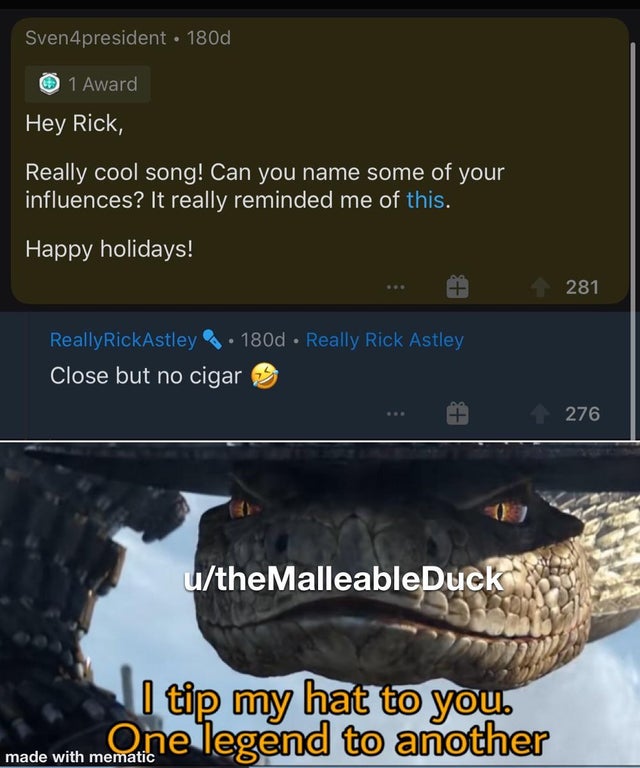 Sven4president • 180d
1 Award
Hey Rick,
Really cool song! Can you name some of your
influences? It really reminded me of this.
Happy holidays!
... 281
ReallyRickAstley 🎤 • 180d • Really Rick Astley
Close but no cigar 🤣
... 276
u/theMalleableDuck
I tip my hat to you.
One legend to another
made with mematic